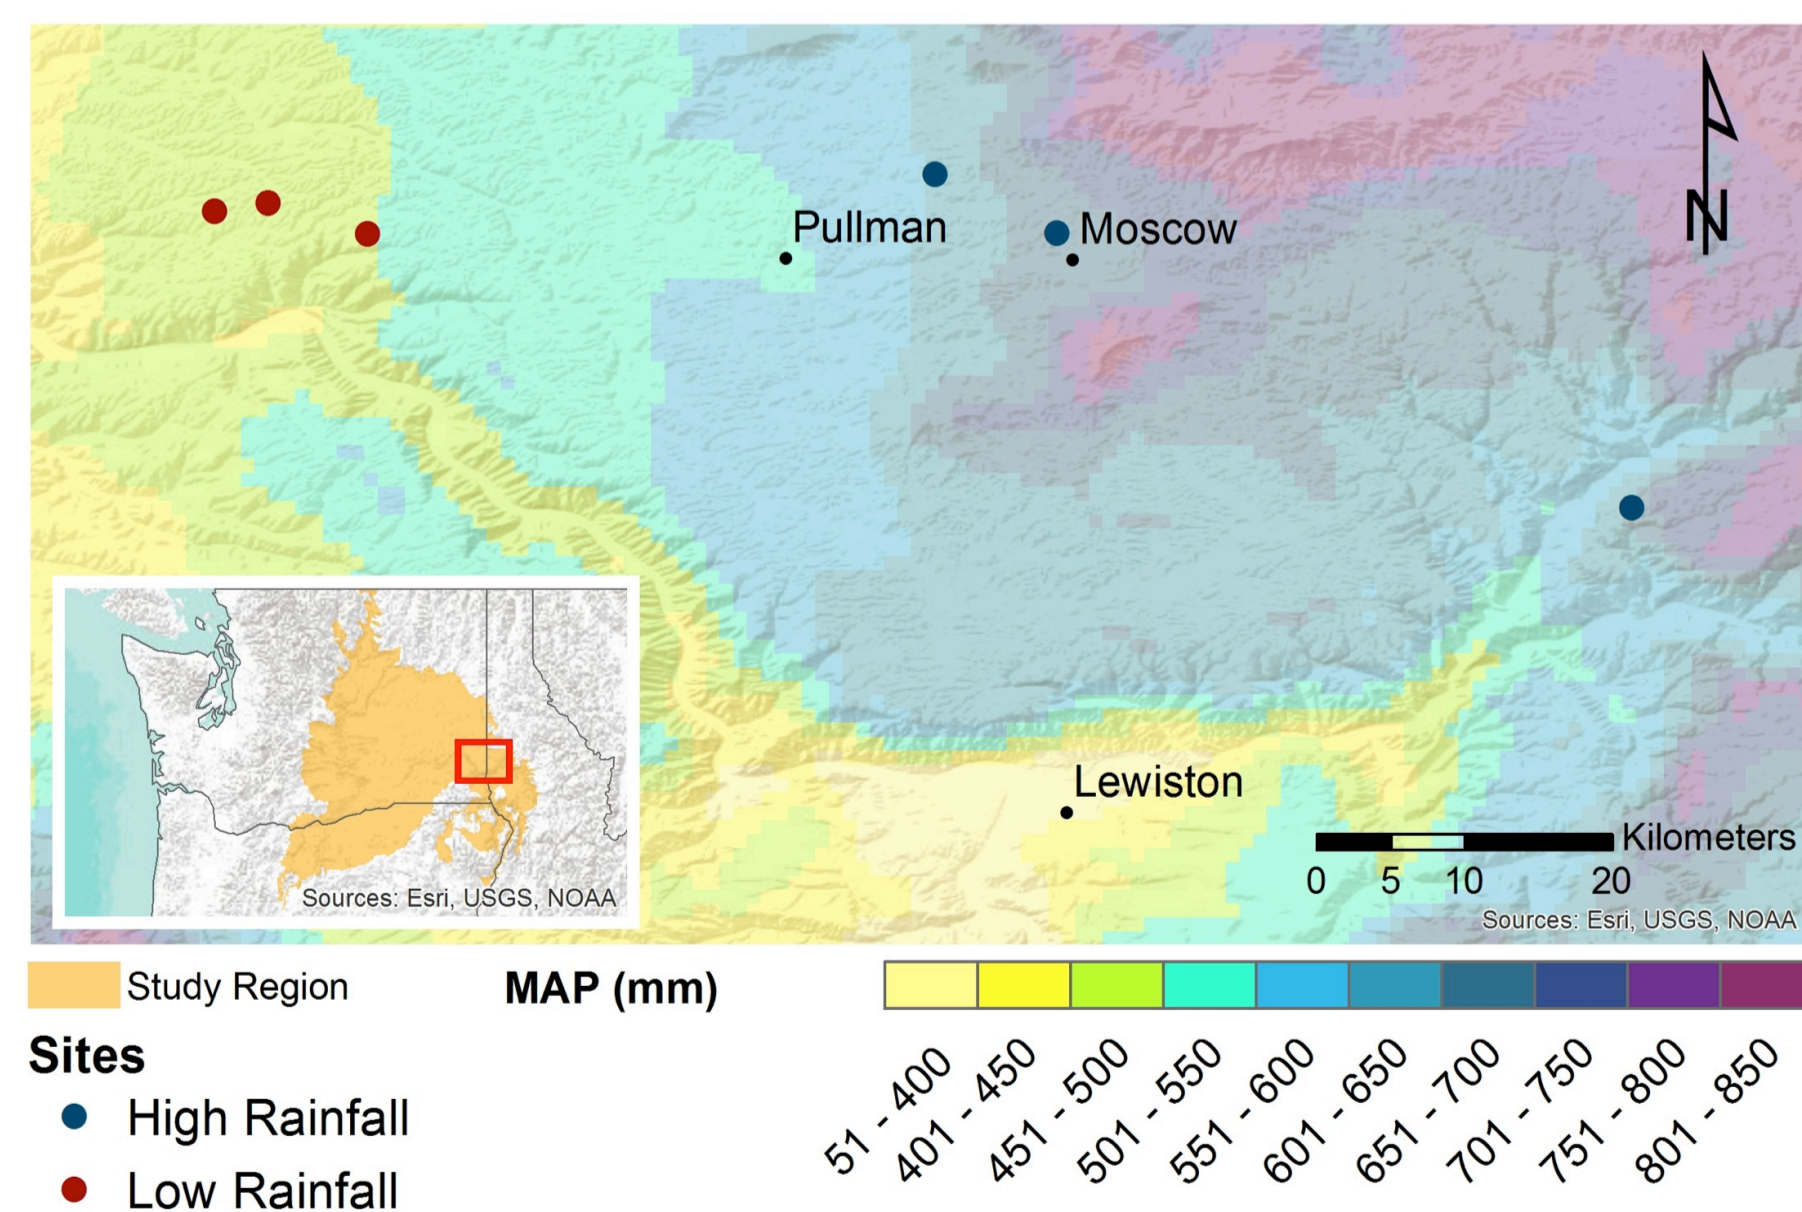 N
Pullman
Moscow
Lewiston
Kilometers
0 5 10 20
Sources: Esri, USGS, NOAA
Sources: Esri, USGS, NOAA
Study Region
MAP (mm)
Sites
High Rainfall
Low Rainfall
51 - 400
401 - 450
451 - 500
501 - 550
551 - 600
601 - 650
651 - 700
701 - 750
751 - 800
801 - 850